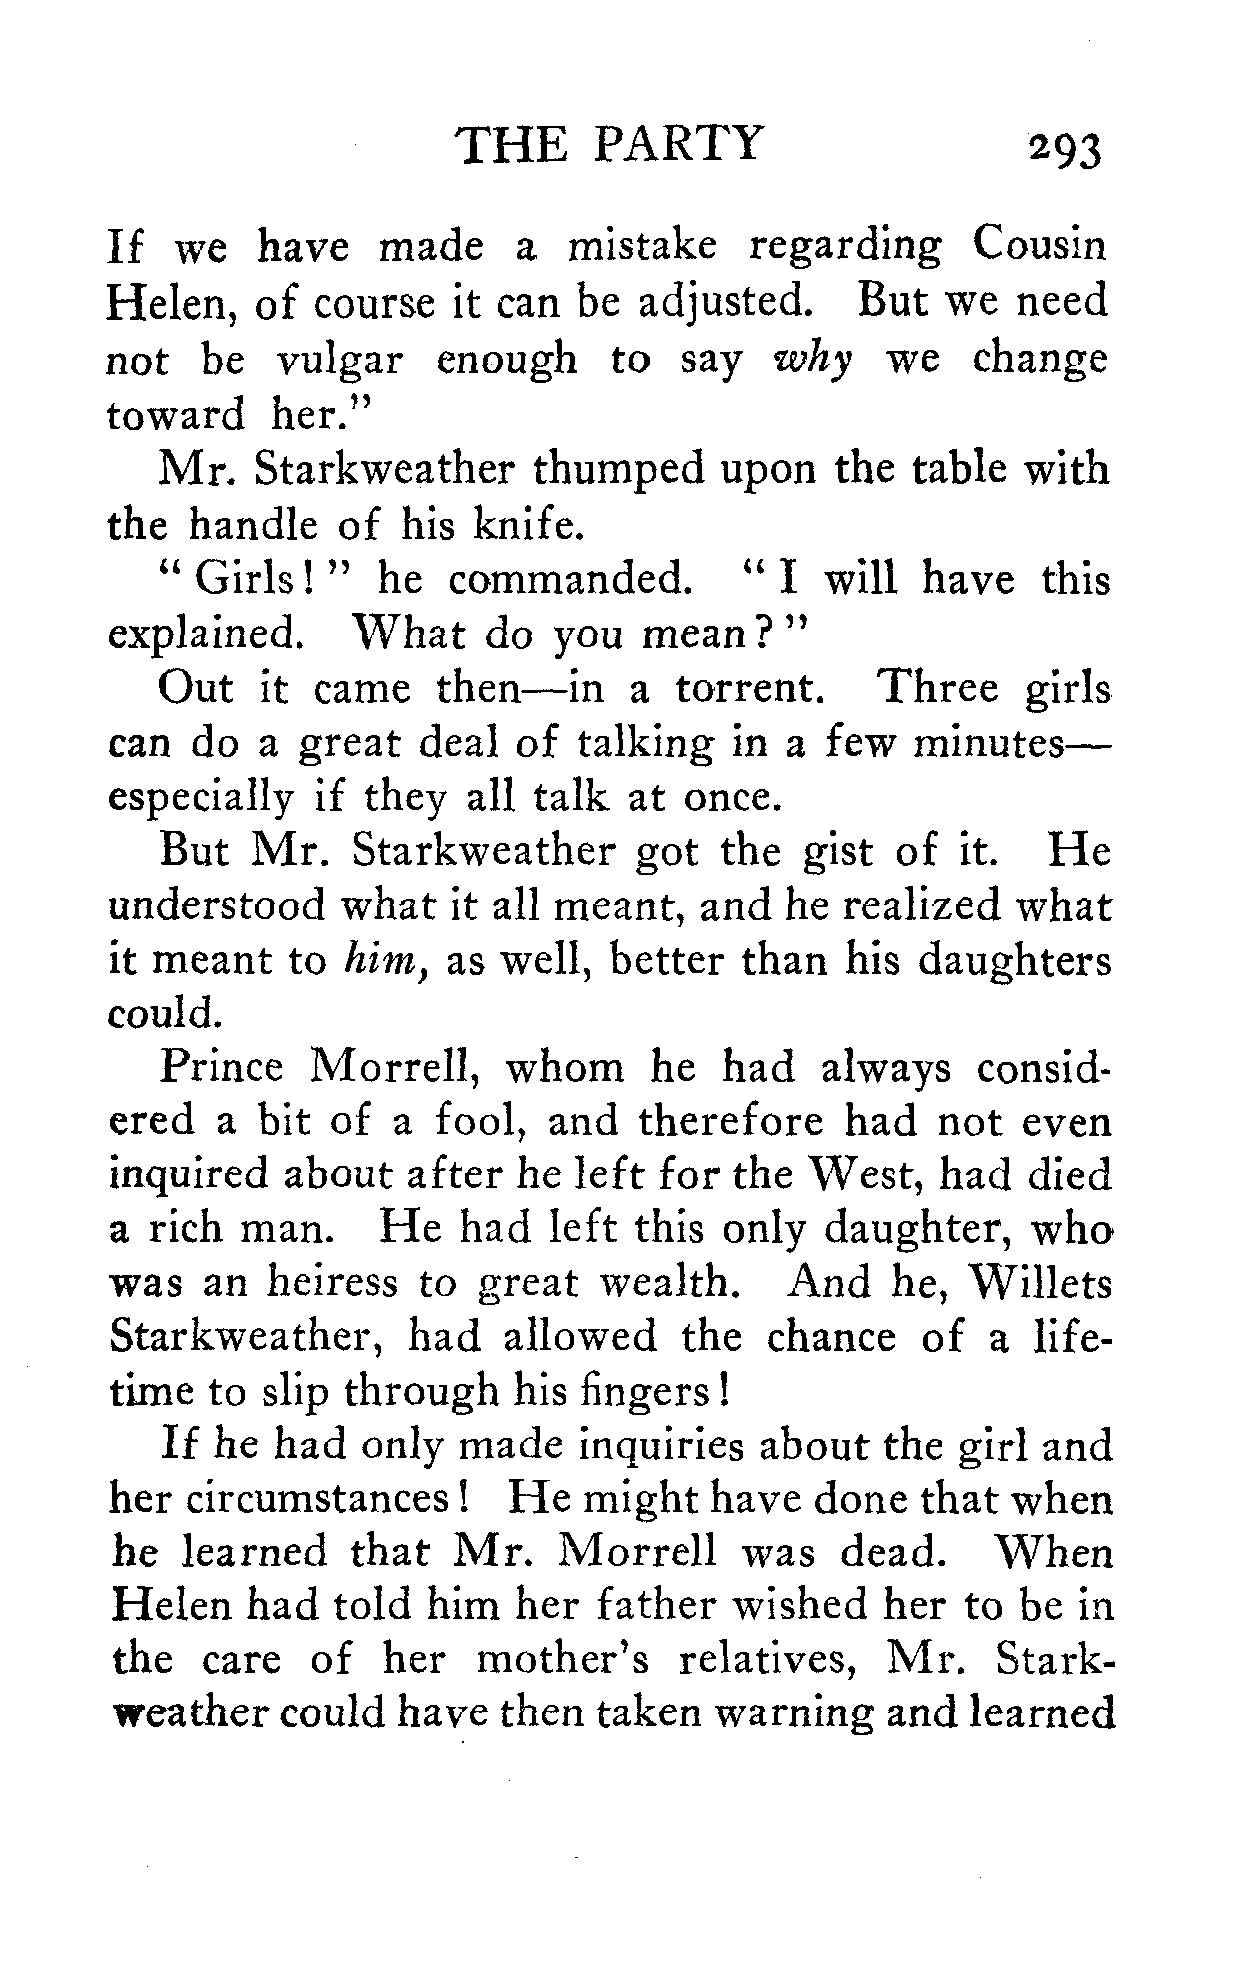 THE PARTY 293
If we have made a mistake regarding Cousin
Helen, of course it can be adjusted. But we need
not be vulgar enough to say why we change
toward her."
Mr. Starkweather thumped upon the table with
the handle of his knife.
" Girls! " he commanded. " I will have this
explained. What do you mean? "
Out it came then—in a torrent. Three girls
can do a great deal of talking in a few minutes—
especially if they all talk at once.
But Mr. Starkweather got the gist of it. He
understood what it all meant, and he realized what
it meant to him, as well, better than his daughters
could.
Prince Morrell, whom he had always consid-
ered a bit of a fool, and therefore had not even
inquired about after he left for the West, had died
a rich man. He had left this only daughter, who
was an heiress to great wealth. And he, Willets
Starkweather, had allowed the chance of a life-
time to slip through his fingers!
If he had only made inquiries about the girl and
her circumstances! He might have done that when
he learned that Mr. Morrell was dead. When
Helen had told him her father wished her to be in
the care of her mother's relatives, Mr. Stark-
weather could have then taken warning and learned